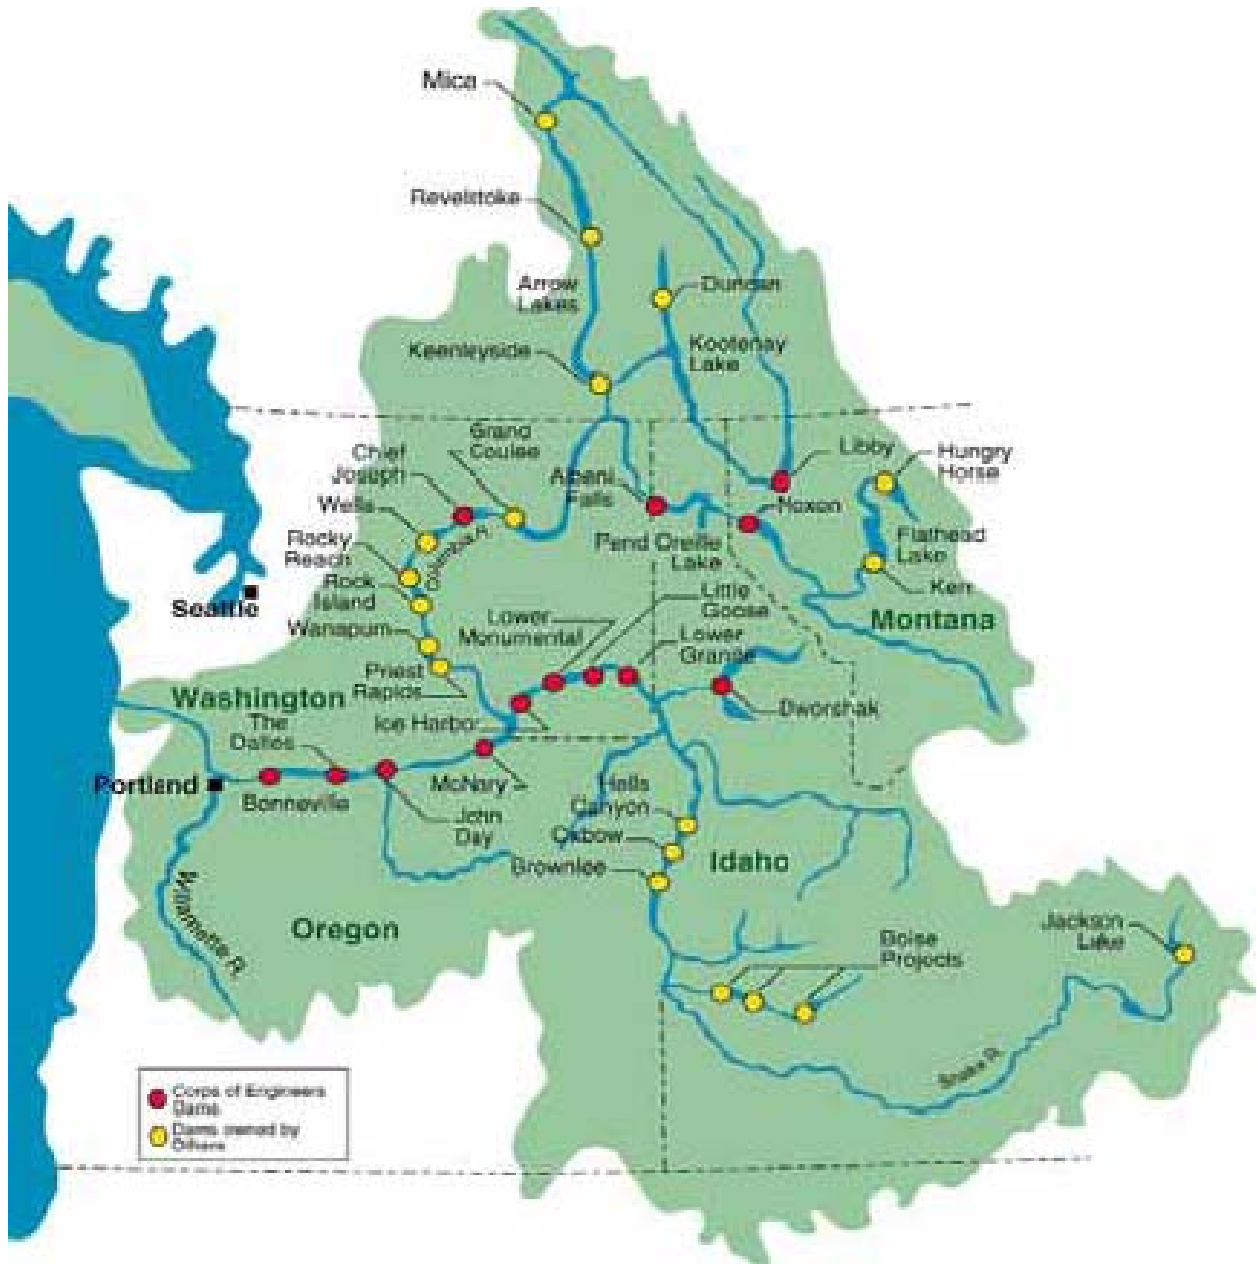 Mica
Revelstoke
Arrow
Lakes
Duncan
Keenleyside
Kootenay
Lake
Grand
Coulee
Chief
Joseph
Libby
Hungry
Horse
Albeni
Falls
Wells
Noxon
Columbia R.
Rocky
Reach
Pend Oreille
Lake
Flathead
Lake
Rock
Island
Kerr
Seattle
Little
Goose
Lower
Monumental
Montana
Wanapum
Lower
Granite
Priest
Rapids
Washington
Ice Harbor
Dworshak
The
Dalles
Portland
Bonneville
McNary
Hells
Canyon
John
Day
Oxbow
Brownlee
Idaho
Willamette R.
Oregon
Jackson
Lake
Boise
Projects
Snake R.
Corps of Engineers
Dams
Dams owned by
Others